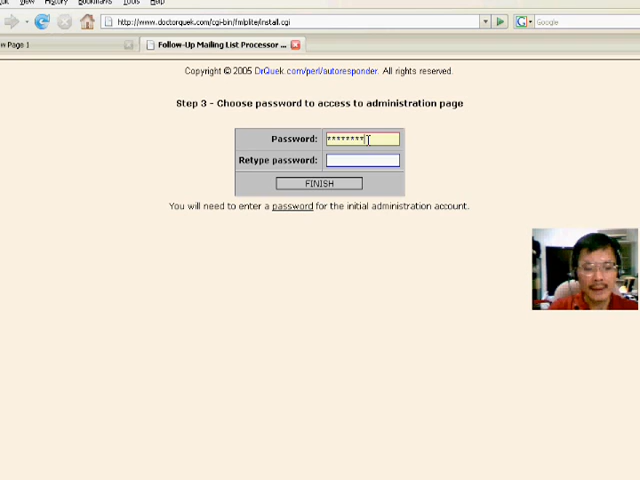 View History Bookmarks Tools Help
http://www.doctorquek.com/cgi-bin/fmlplite/install.cgi
G Google
w Page 1
Follow-Up Mailing List Processor ...
Copyright © 2005 DrQuek.com/perl/autoresponder. All rights reserved.
Step 3 - Choose password to access to administration page
Password: ********
Retype password:
FINISH
You will need to enter a password for the initial administration account.